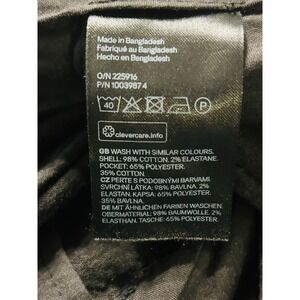 Made in Bangladesh
Fabriqué au Bangladesh
Hecho en Bangladesh
O/N 225916
P/N 10039874
40
P
clevercare.info
GB WASH WITH SIMILAR COLOURS.
SHELL: 98% COTTON, 2% ELASTANE.
POCKET: 65% POLYESTER,
35% COTTON.
CZ PERTE S PODOBNÝMI BARVAMI.
SVRCHNÍ LÁTKA: 98% BAVLNA, 2%
ELASTAN. KAPSA: 65% POLYESTER,
35% BAVLNA.
DE MIT ÄHNLICHEN FARBEN WASCHEN.
OBERMATERIAL: 98% BAUMWOLLE, 2%
ELASTHAN. TASCHE: 65% POLYESTER,